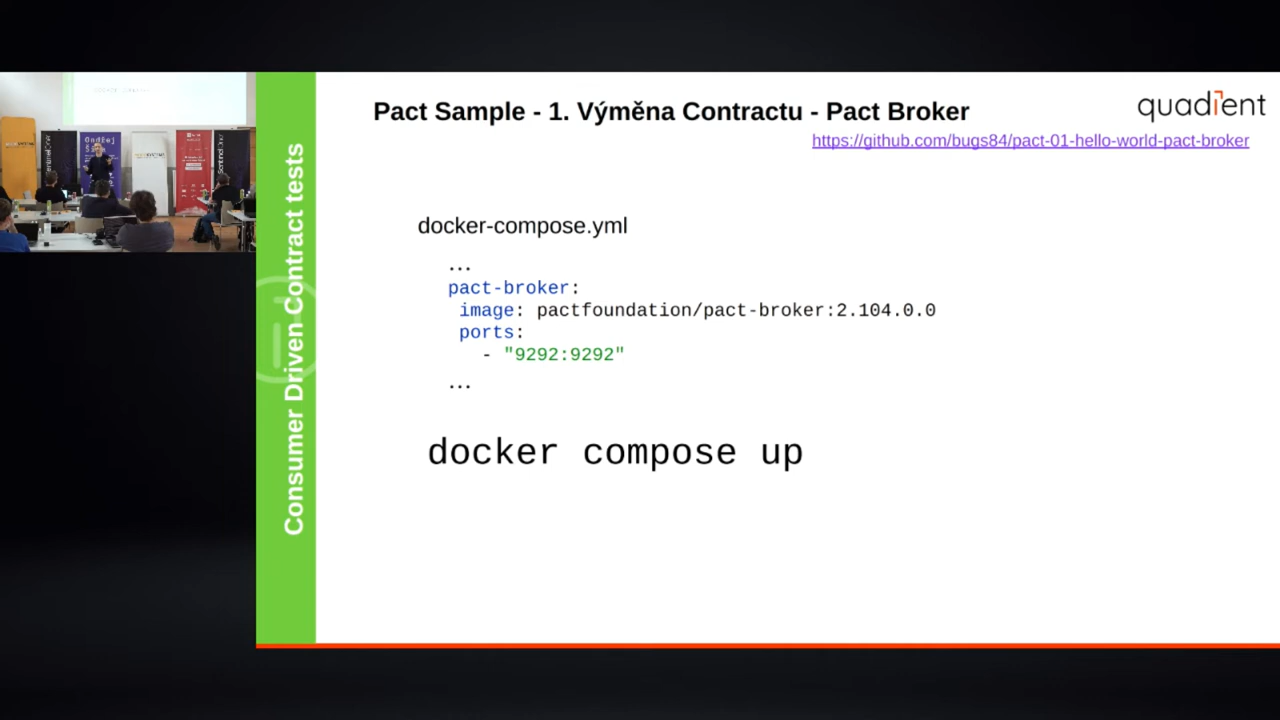 Pact Sample - 1. Výměna Contractu - Pact Broker
quadient
https://github.com/bugs84/pact-01-hello-world-pact-broker
Consumer Driven Contract tests
docker-compose.yml
...
pact-broker:
image: pactfoundation/pact-broker:2.104.0.0
ports:
- "9292:9292"
...
docker compose up
Ondřej